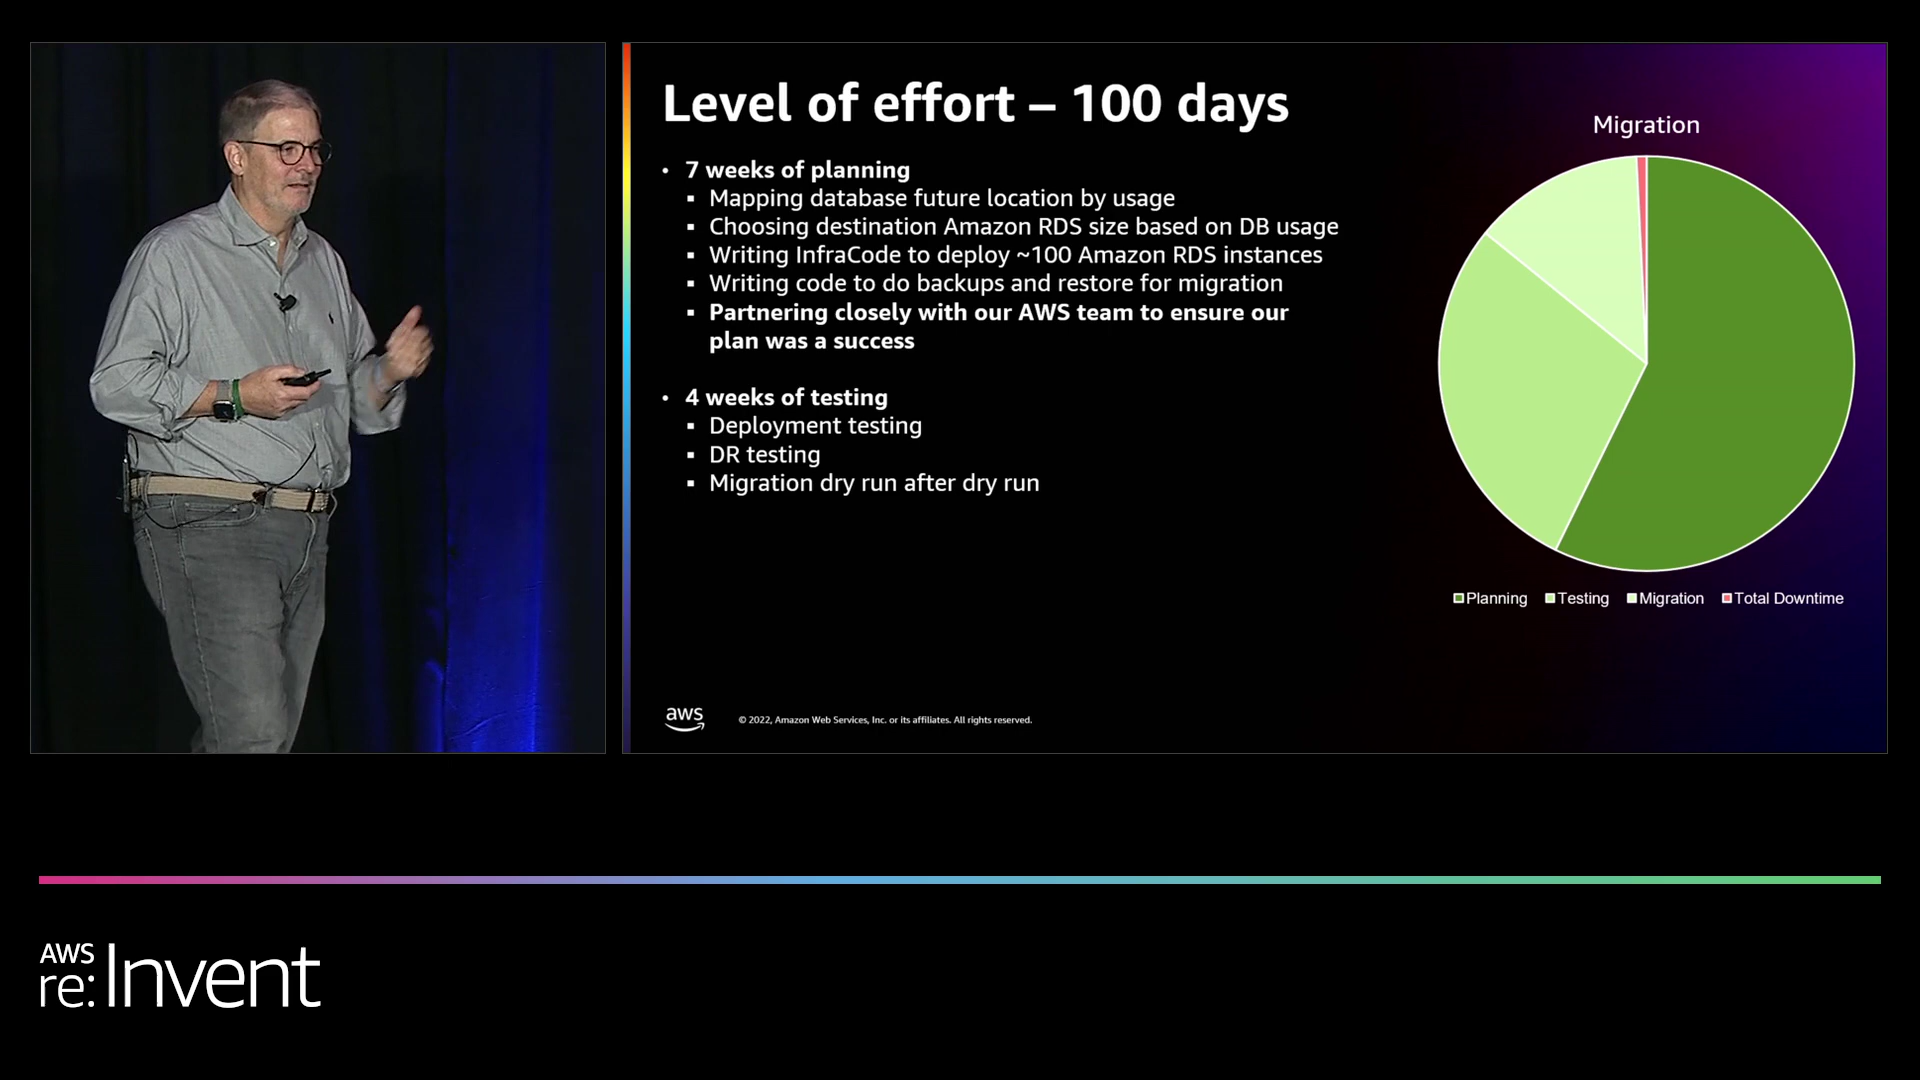 Level of effort – 100 days
• 7 weeks of planning
▪ Mapping database future location by usage
▪ Choosing destination Amazon RDS size based on DB usage
▪ Writing InfraCode to deploy ~100 Amazon RDS instances
▪ Writing code to do backups and restore for migration
▪ Partnering closely with our AWS team to ensure our
plan was a success
• 4 weeks of testing
▪ Deployment testing
▪ DR testing
▪ Migration dry run after dry run
Migration
Planning Testing Migration Total Downtime
aws
© 2022, Amazon Web Services, Inc. or its affiliates. All rights reserved.
AWS
re:Invent